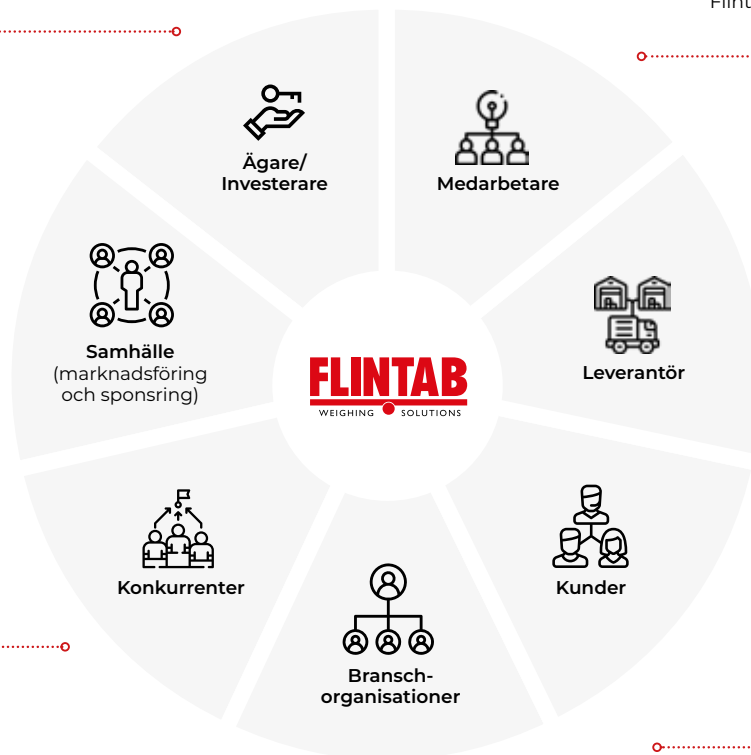 Ägare/
Investerare
Medarbetare
Samhälle
(marknadsföring
och sponsring)
Leverantör
FLINTAB
WEIGHING SOLUTIONS
Konkurrenter
Kunder
Bransch-
organisationer